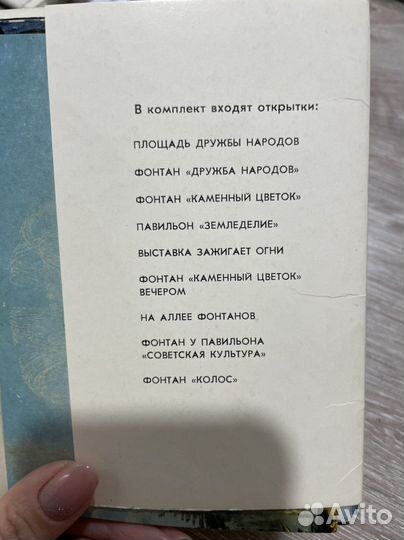 В комплект входят открытки:
ПЛОЩАДЬ ДРУЖБЫ НАРОДОВ
ФОНТАН «ДРУЖБА НАРОДОВ»
ФОНТАН «КАМЕННЫЙ ЦВЕТОК»
ПАВИЛЬОН «ЗЕМЛЕДЕЛИЕ»
ВЫСТАВКА ЗАЖИГАЕТ ОГНИ
ФОНТАН «КАМЕННЫЙ ЦВЕТОК»
ВЕЧЕРОМ
НА АЛЛЕЕ ФОНТАНОВ
ФОНТАН У ПАВИЛЬОНА
«СОВЕТСКАЯ КУЛЬТУРА»
ФОНТАН «КОЛОС»
Avito